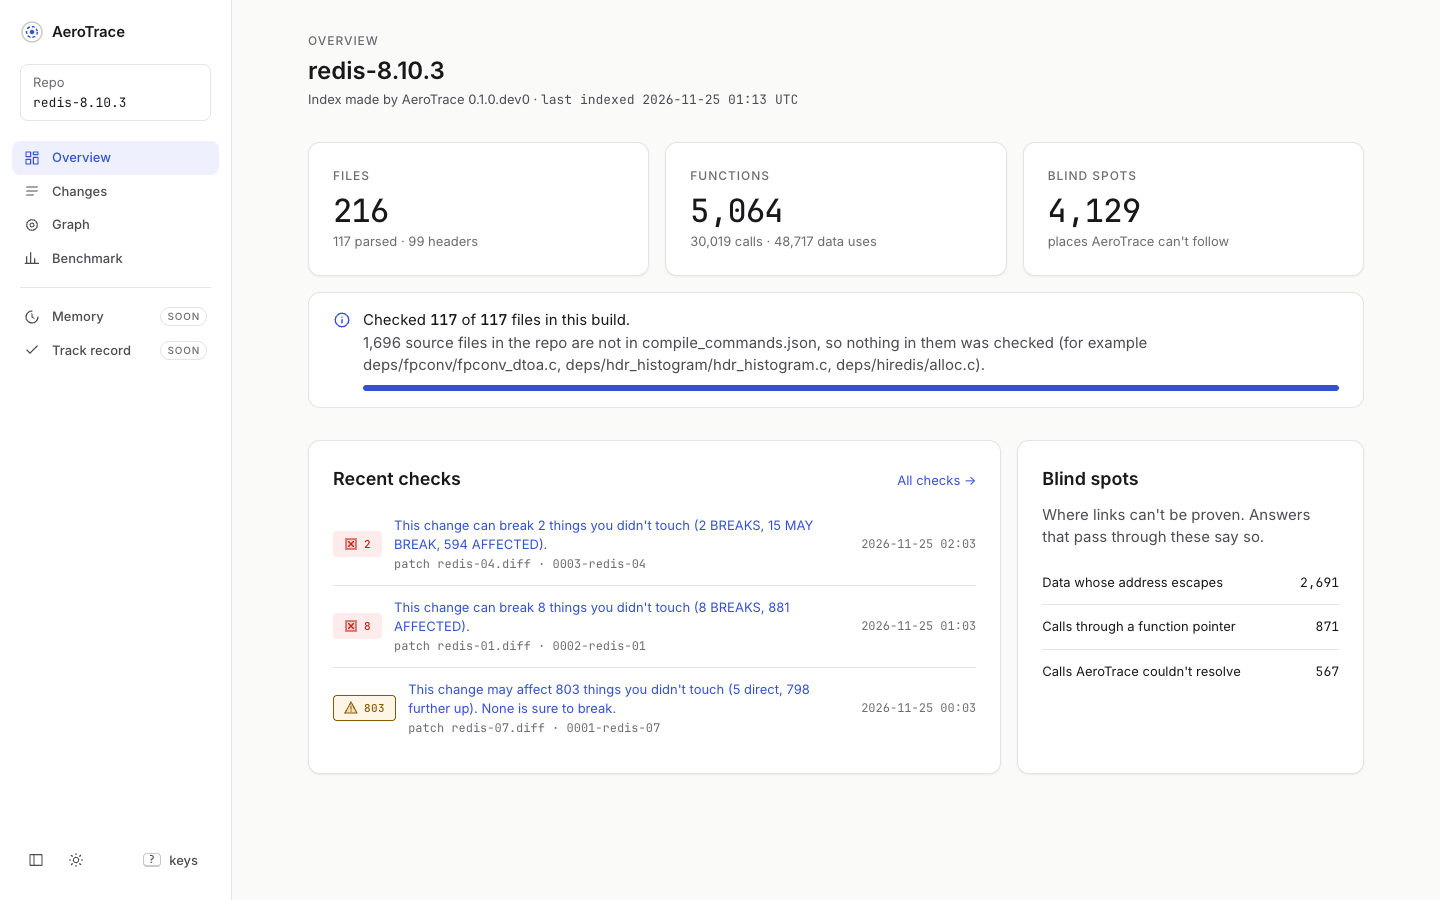 AeroTrace
Repo
redis-8.10.3
Overview
Changes
Graph
Benchmark
Memory SOON
Track record SOON
? keys
OVERVIEW
redis-8.10.3
Index made by AeroTrace 0.1.0.dev0 · last indexed 2026-11-25 01:13 UTC
FILES
216
117 parsed · 99 headers
FUNCTIONS
5,064
30,019 calls · 48,717 data uses
BLIND SPOTS
4,129
places AeroTrace can't follow
Checked 117 of 117 files in this build.
1,696 source files in the repo are not in compile_commands.json, so nothing in them was checked (for example
deps/fpconv/fpconv_dtoa.c, deps/hdr_histogram/hdr_histogram.c, deps/hiredis/alloc.c).
Recent checks
All checks →
2
This change can break 2 things you didn't touch (2 BREAKS, 15 MAY
BREAK, 594 AFFECTED).
patch redis-04.diff · 0003-redis-04
2026-11-25 02:03
8
This change can break 8 things you didn't touch (8 BREAKS, 881
AFFECTED).
patch redis-01.diff · 0002-redis-01
2026-11-25 01:03
803
This change may affect 803 things you didn't touch (5 direct, 798
further up). None is sure to break.
patch redis-07.diff · 0001-redis-07
2026-11-25 00:03
Blind spots
Where links can't be proven. Answers
that pass through these say so.
Data whose address escapes 2,691
Calls through a function pointer 871
Calls AeroTrace couldn't resolve 567